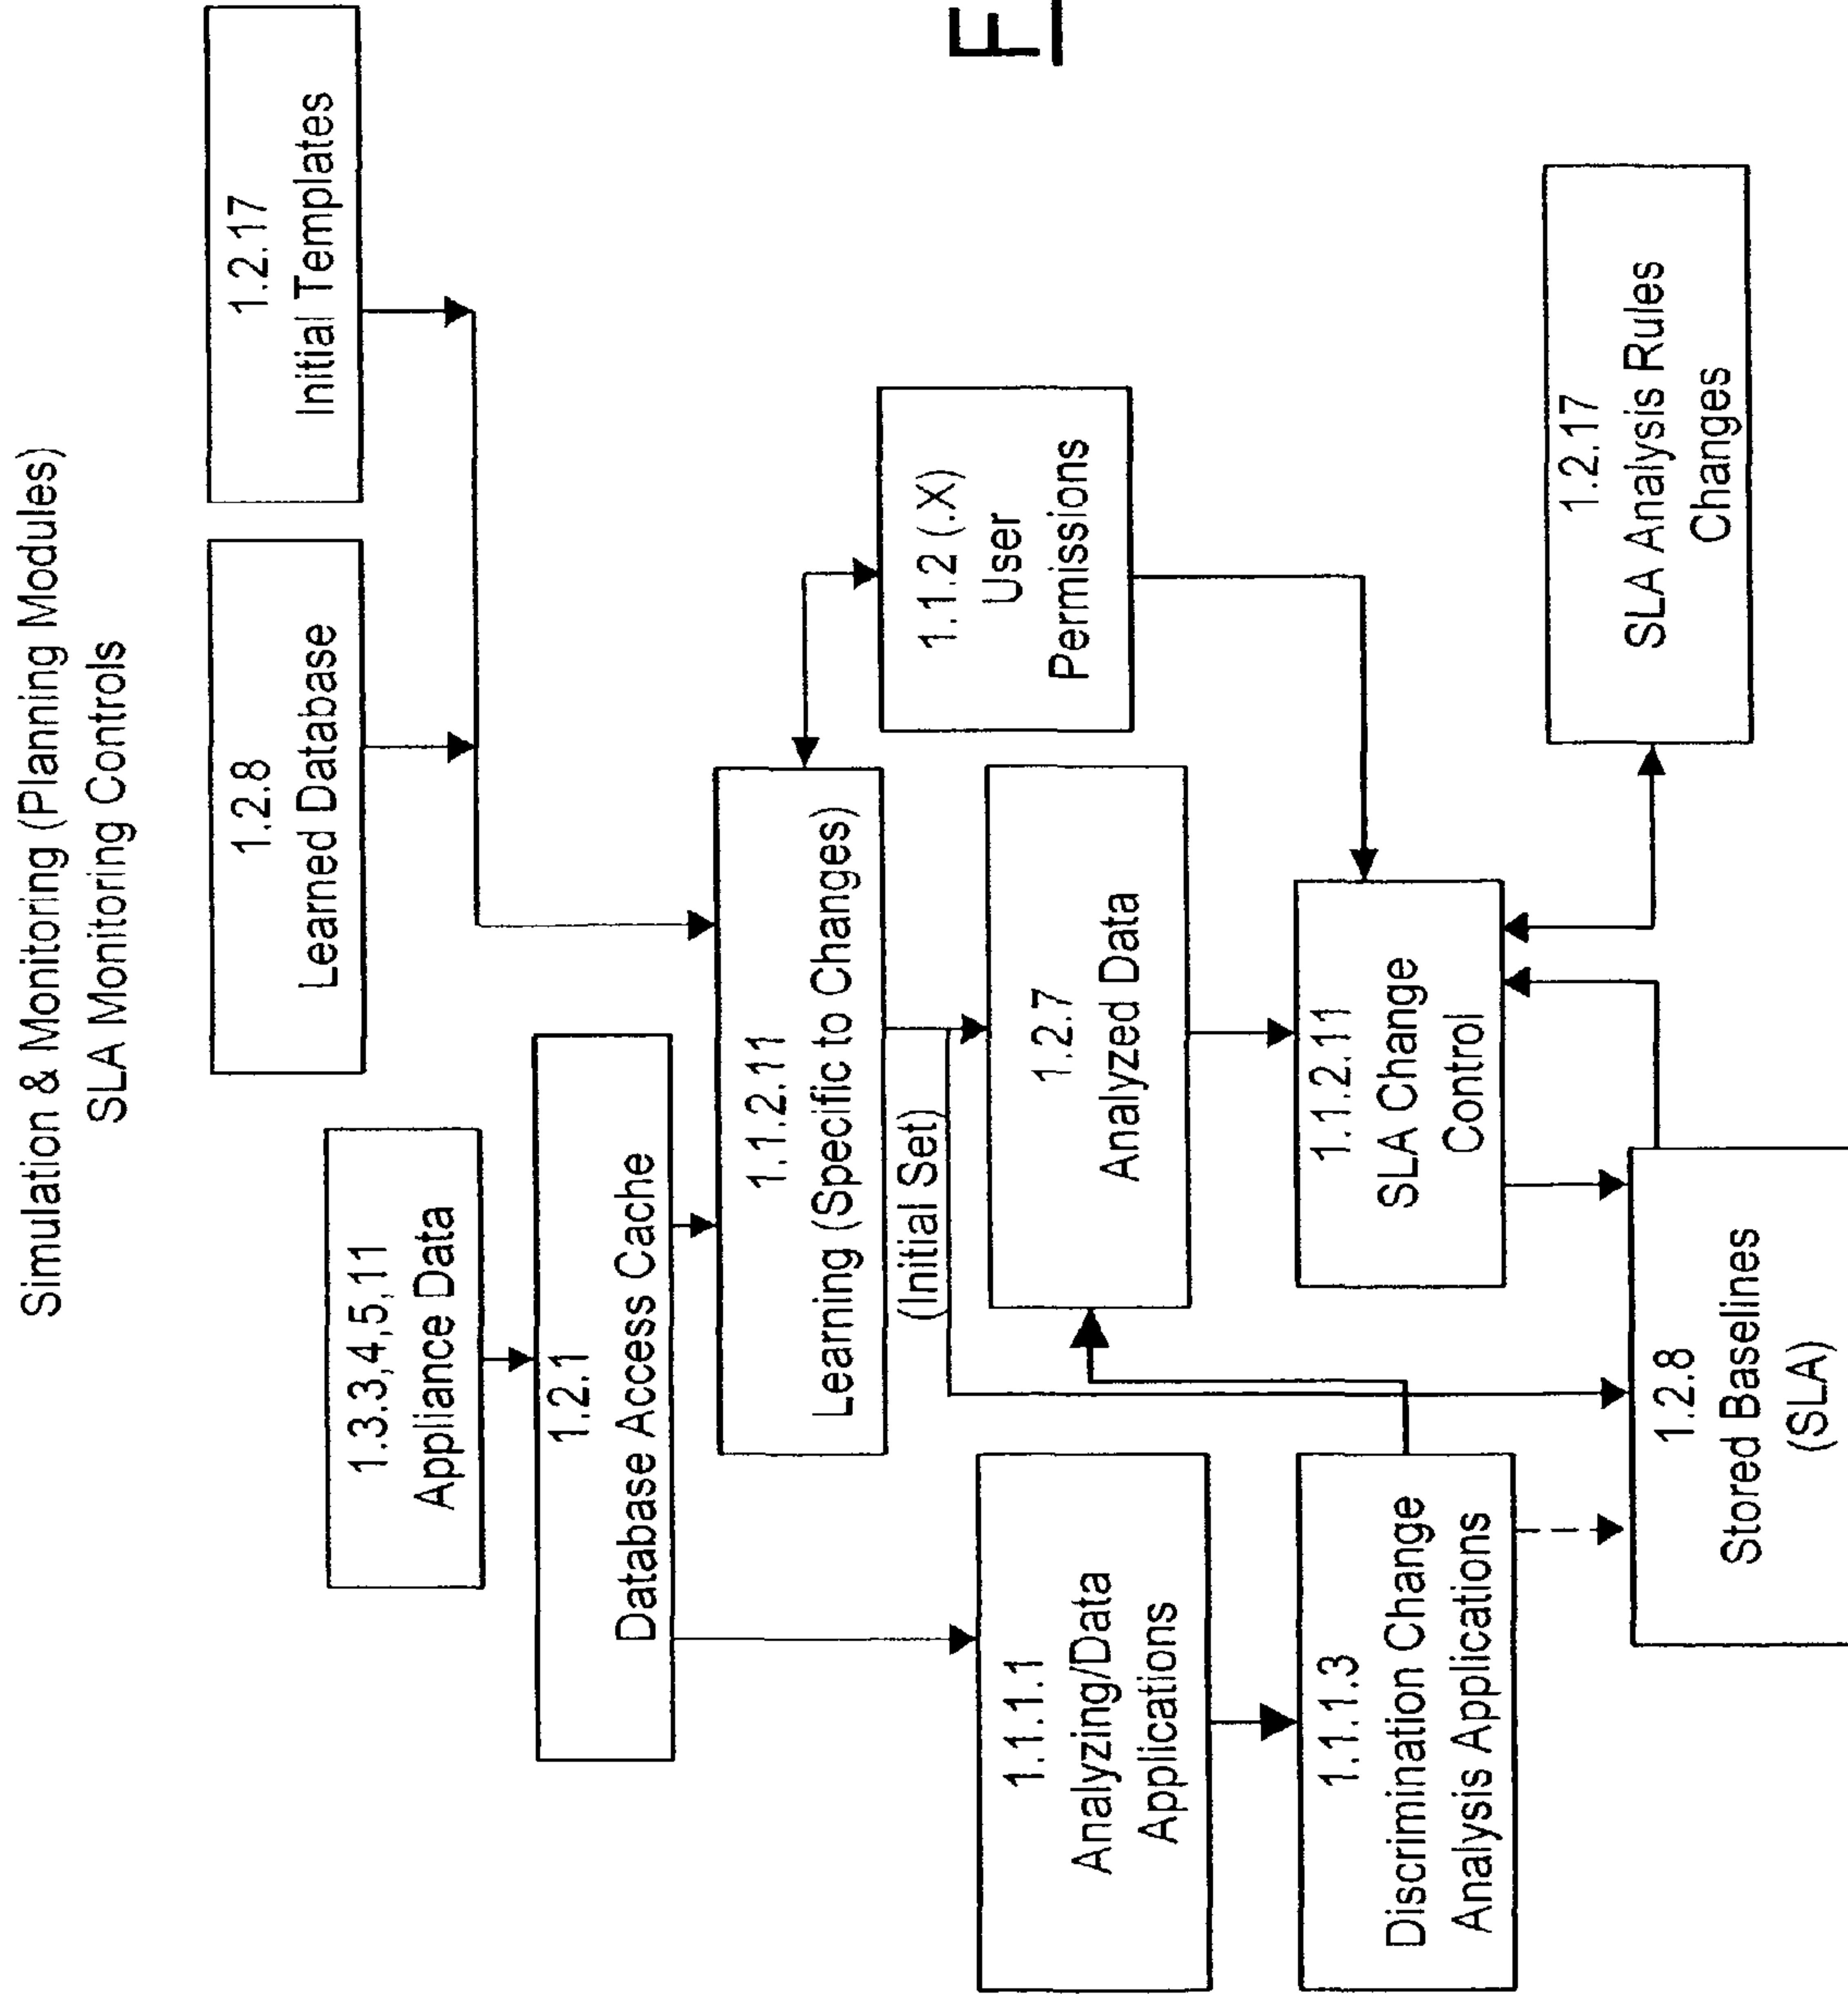 Simulation & Monitoring (Planning Modules)
SLA Monitoring Controls
1.2.8
Learned Database
1.2.17
Initial Templates
1.3.3,4,5,11
Appliance Data
1.2.1
Database Access Cache
1.1.2.11
Learning (Specific to Changes)
(Initial Set)
1.1.2 (.X)
User
Permissions
1.1.1.1
Analyzing/Data
Applications
1.2.7
Analyzed Data
1.1.1.3
Discrimination Change
Analysis Applications
1.1.2.11
SLA Change
Control
1.2.8
Stored Baselines
(SLA)
1.2.17
SLA Analysis Rules
Changes
F